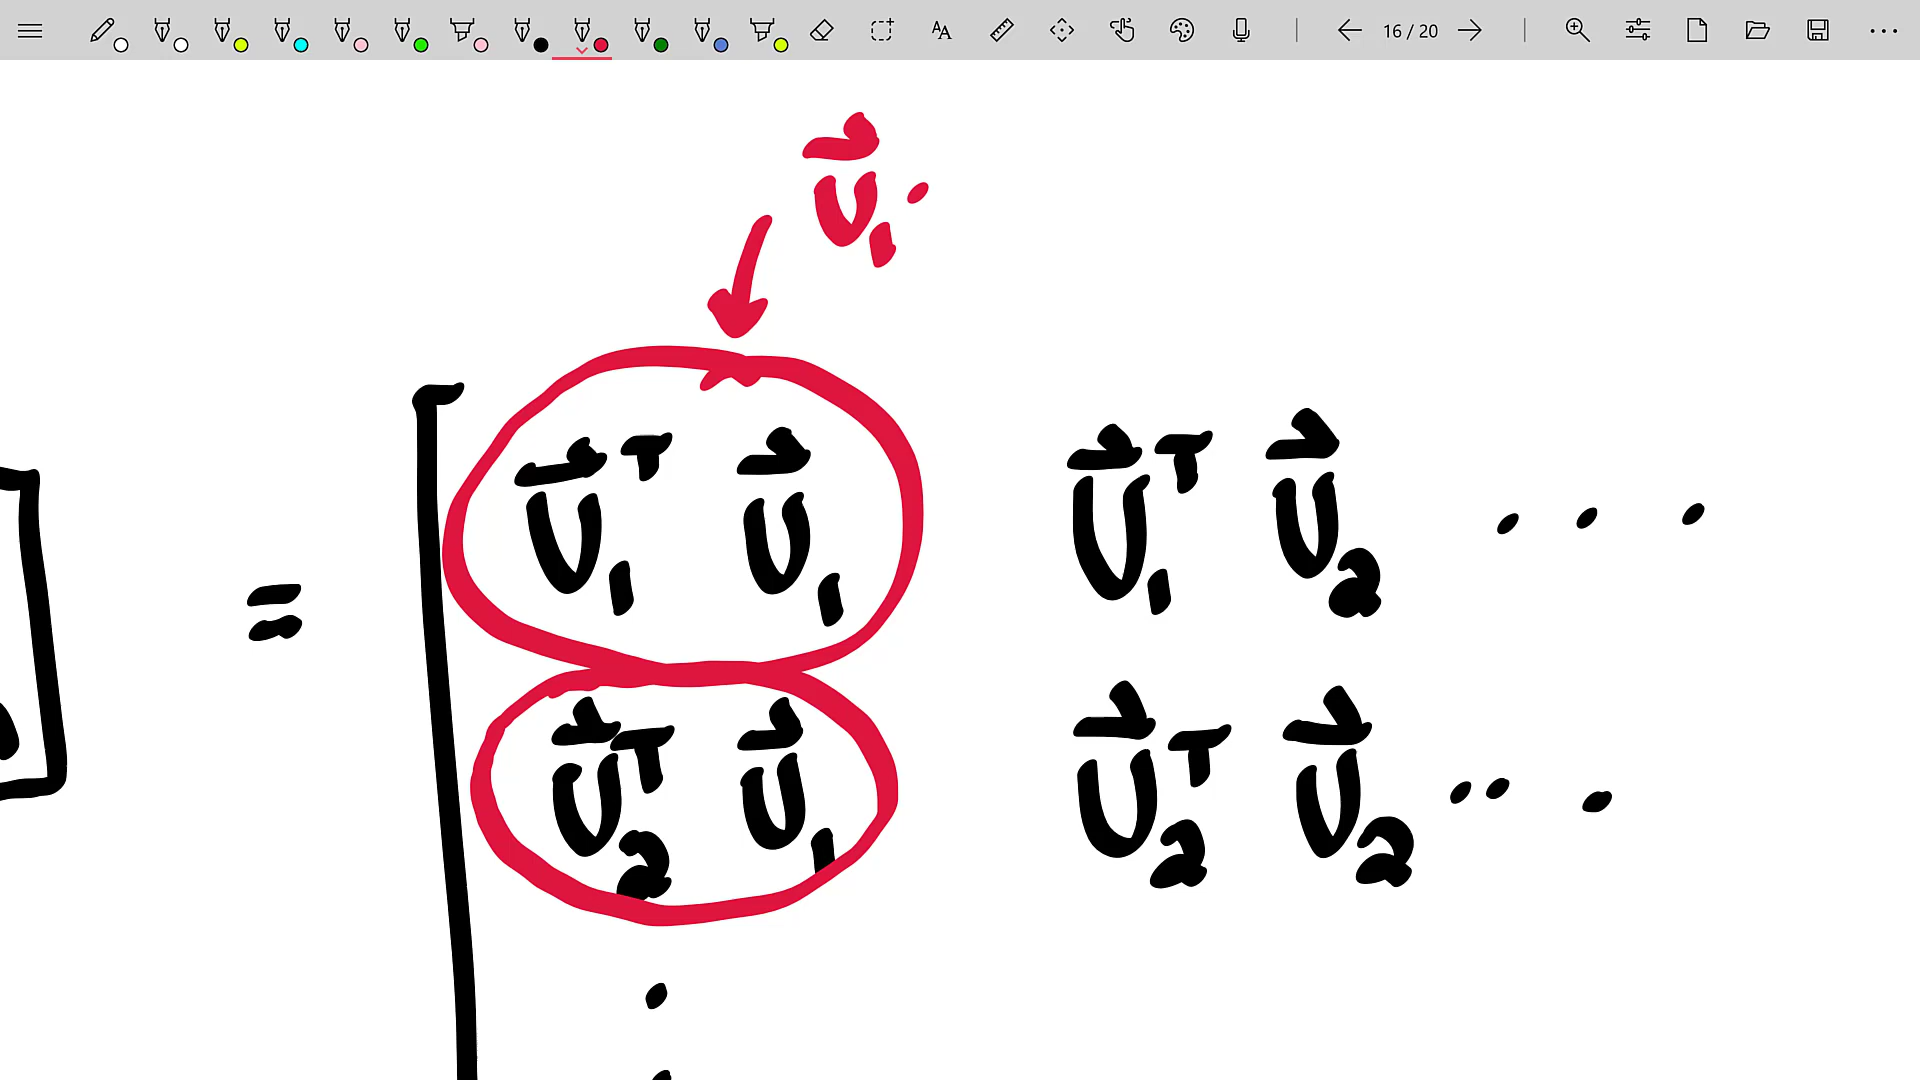 16 / 20
u⃗₁ ·
= [ u⃗₁ᵀ u⃗₁ u⃗₁ᵀ u⃗₂ . . .
u⃗₂ᵀ u⃗₁ u⃗₂ᵀ u⃗₂ . . .
.
.